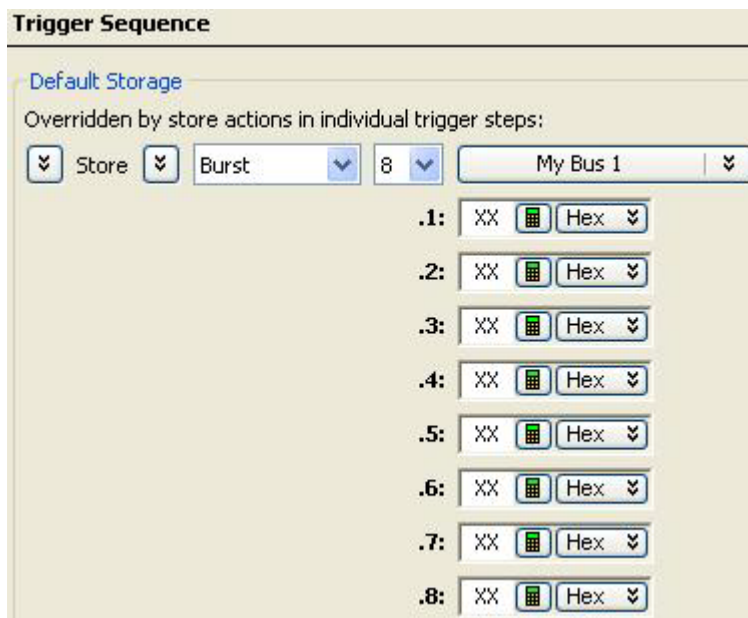 Trigger Sequence
Default Storage
Overridden by store actions in individual trigger steps:
Store Burst 8 My Bus 1
.1: XX Hex
.2: XX Hex
.3: XX Hex
.4: XX Hex
.5: XX Hex
.6: XX Hex
.7: XX Hex
.8: XX Hex